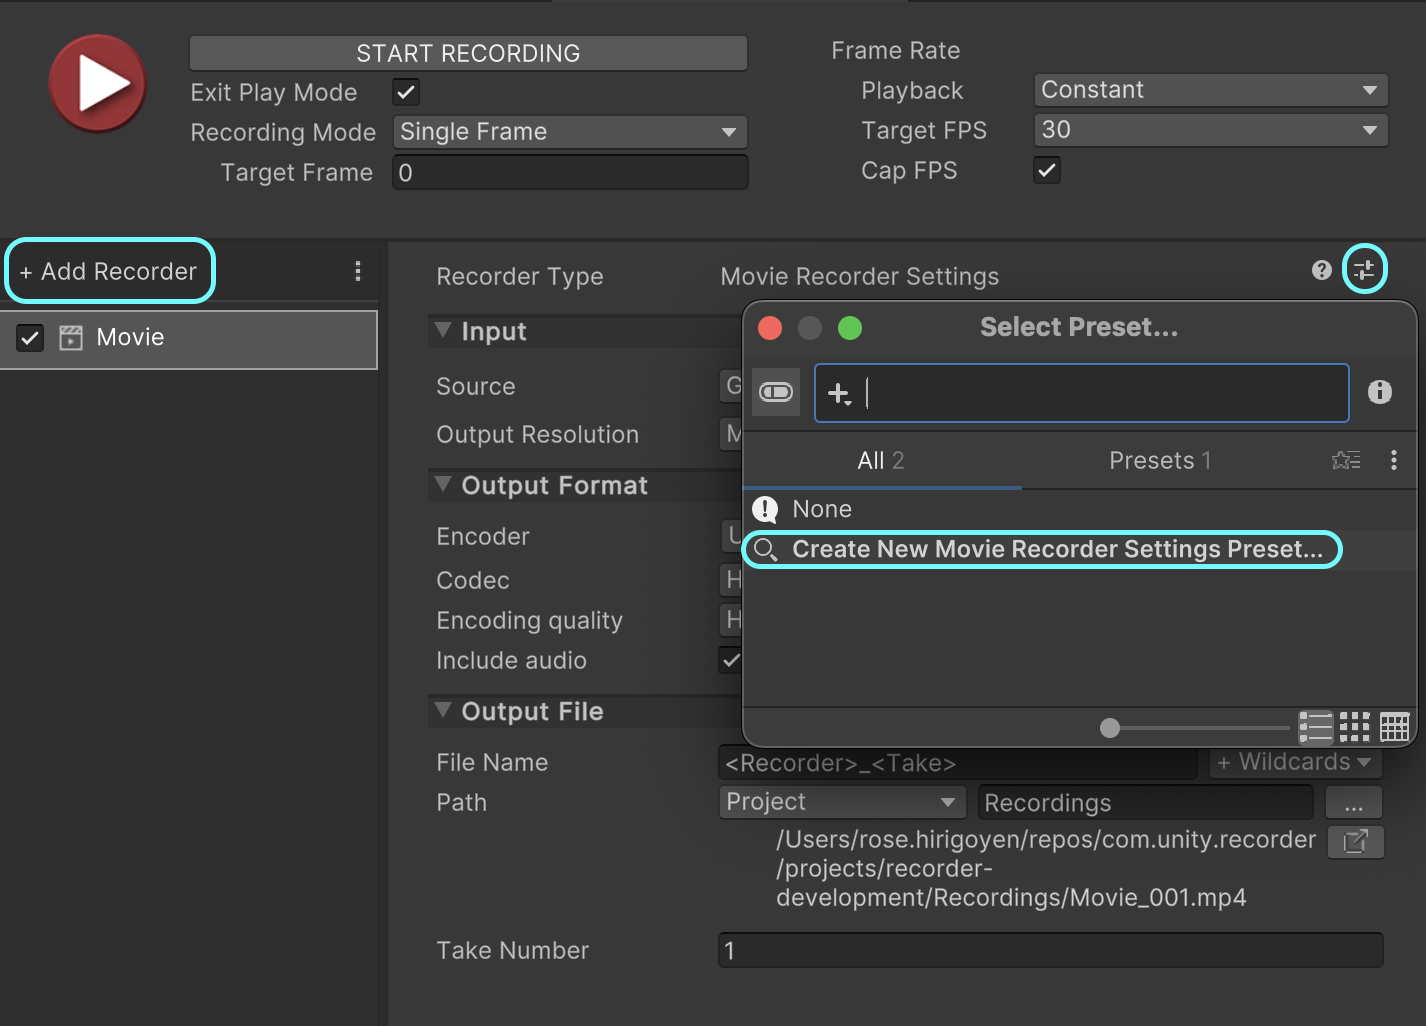 START RECORDING
Exit Play Mode
Recording Mode Single Frame
Target Frame 0
Frame Rate
Playback Constant
Target FPS 30
Cap FPS
+ Add Recorder
Movie
Recorder Type Movie Recorder Settings
Input
Source G
Output Resolution M
Output Format
Encoder U
Codec H
Encoding quality H
Include audio
Select Preset...
All 2 Presets 1
None
Create New Movie Recorder Settings Preset...
Output File
File Name <Recorder>_<Take> + Wildcards
Path Project Recordings ...
/Users/rose.hirigoyen/repos/com.unity.recorder
/projects/recorder-
development/Recordings/Movie_001.mp4
Take Number 1